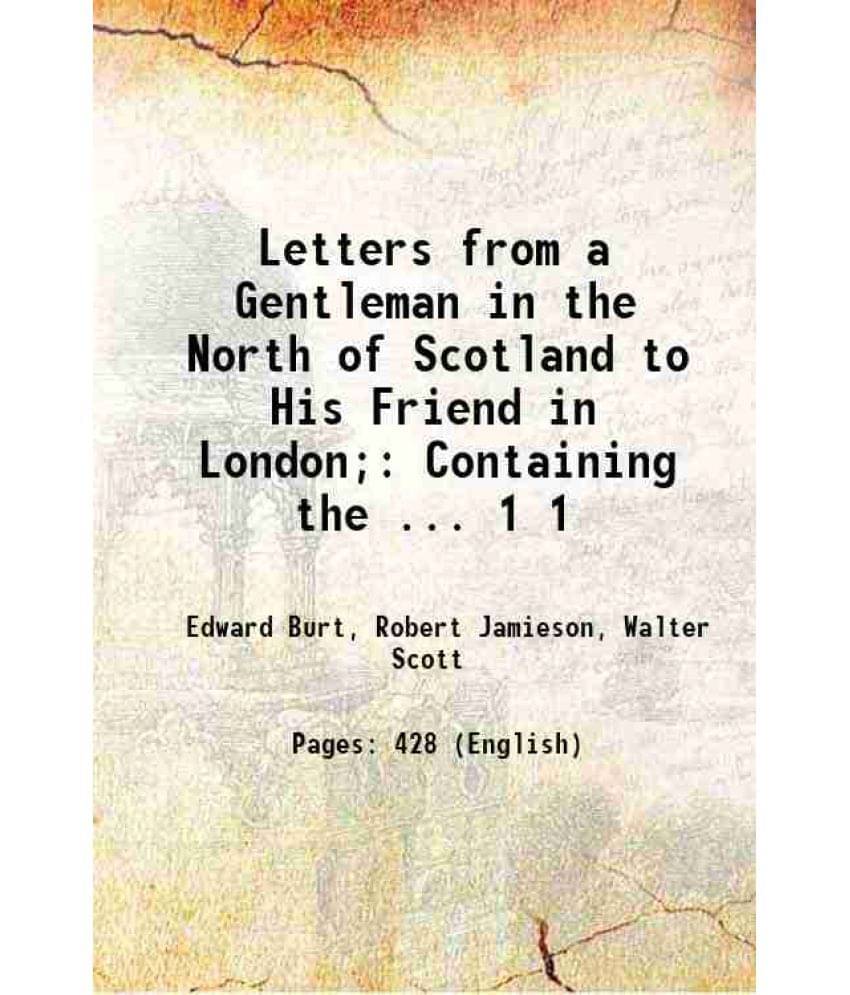 Letters from a
Gentleman in the
North of Scotland to
His Friend in
London;: Containing
the ... 1 1
Edward Burt, Robert Jamieson, Walter
Scott
Pages: 428 (English)